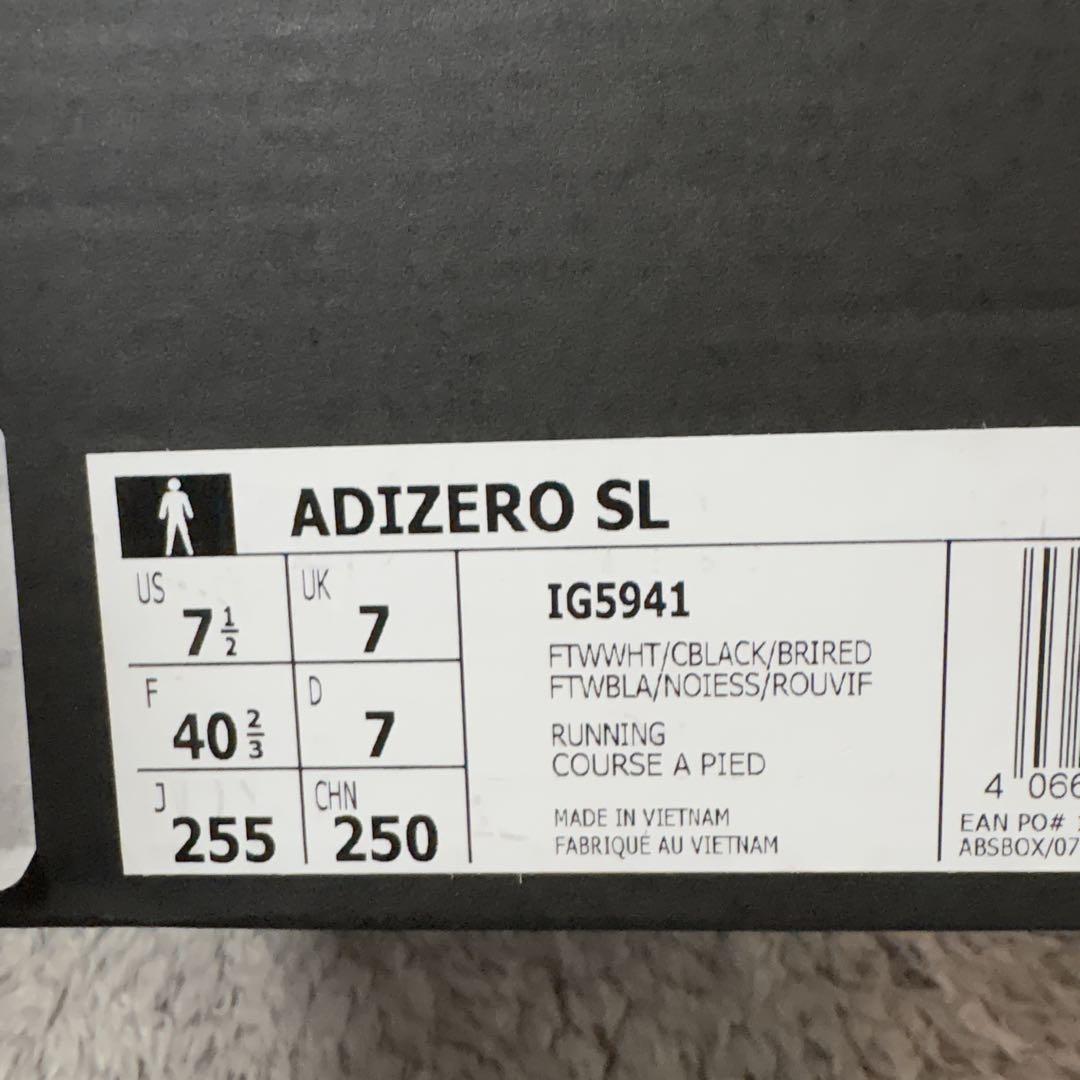 ADIZERO SL
US 7 1/2
UK 7
F 40 2/3
D 7
J 255
CHN 250
IG5941
FTWWHT/CBLACK/BRIRED
FTWBLA/NOIESS/ROUVIF
RUNNING
COURSE A PIED
MADE IN VIETNAM
FABRIQUÉ AU VIETNAM
4 066
EAN PO#
ABSBOX/07